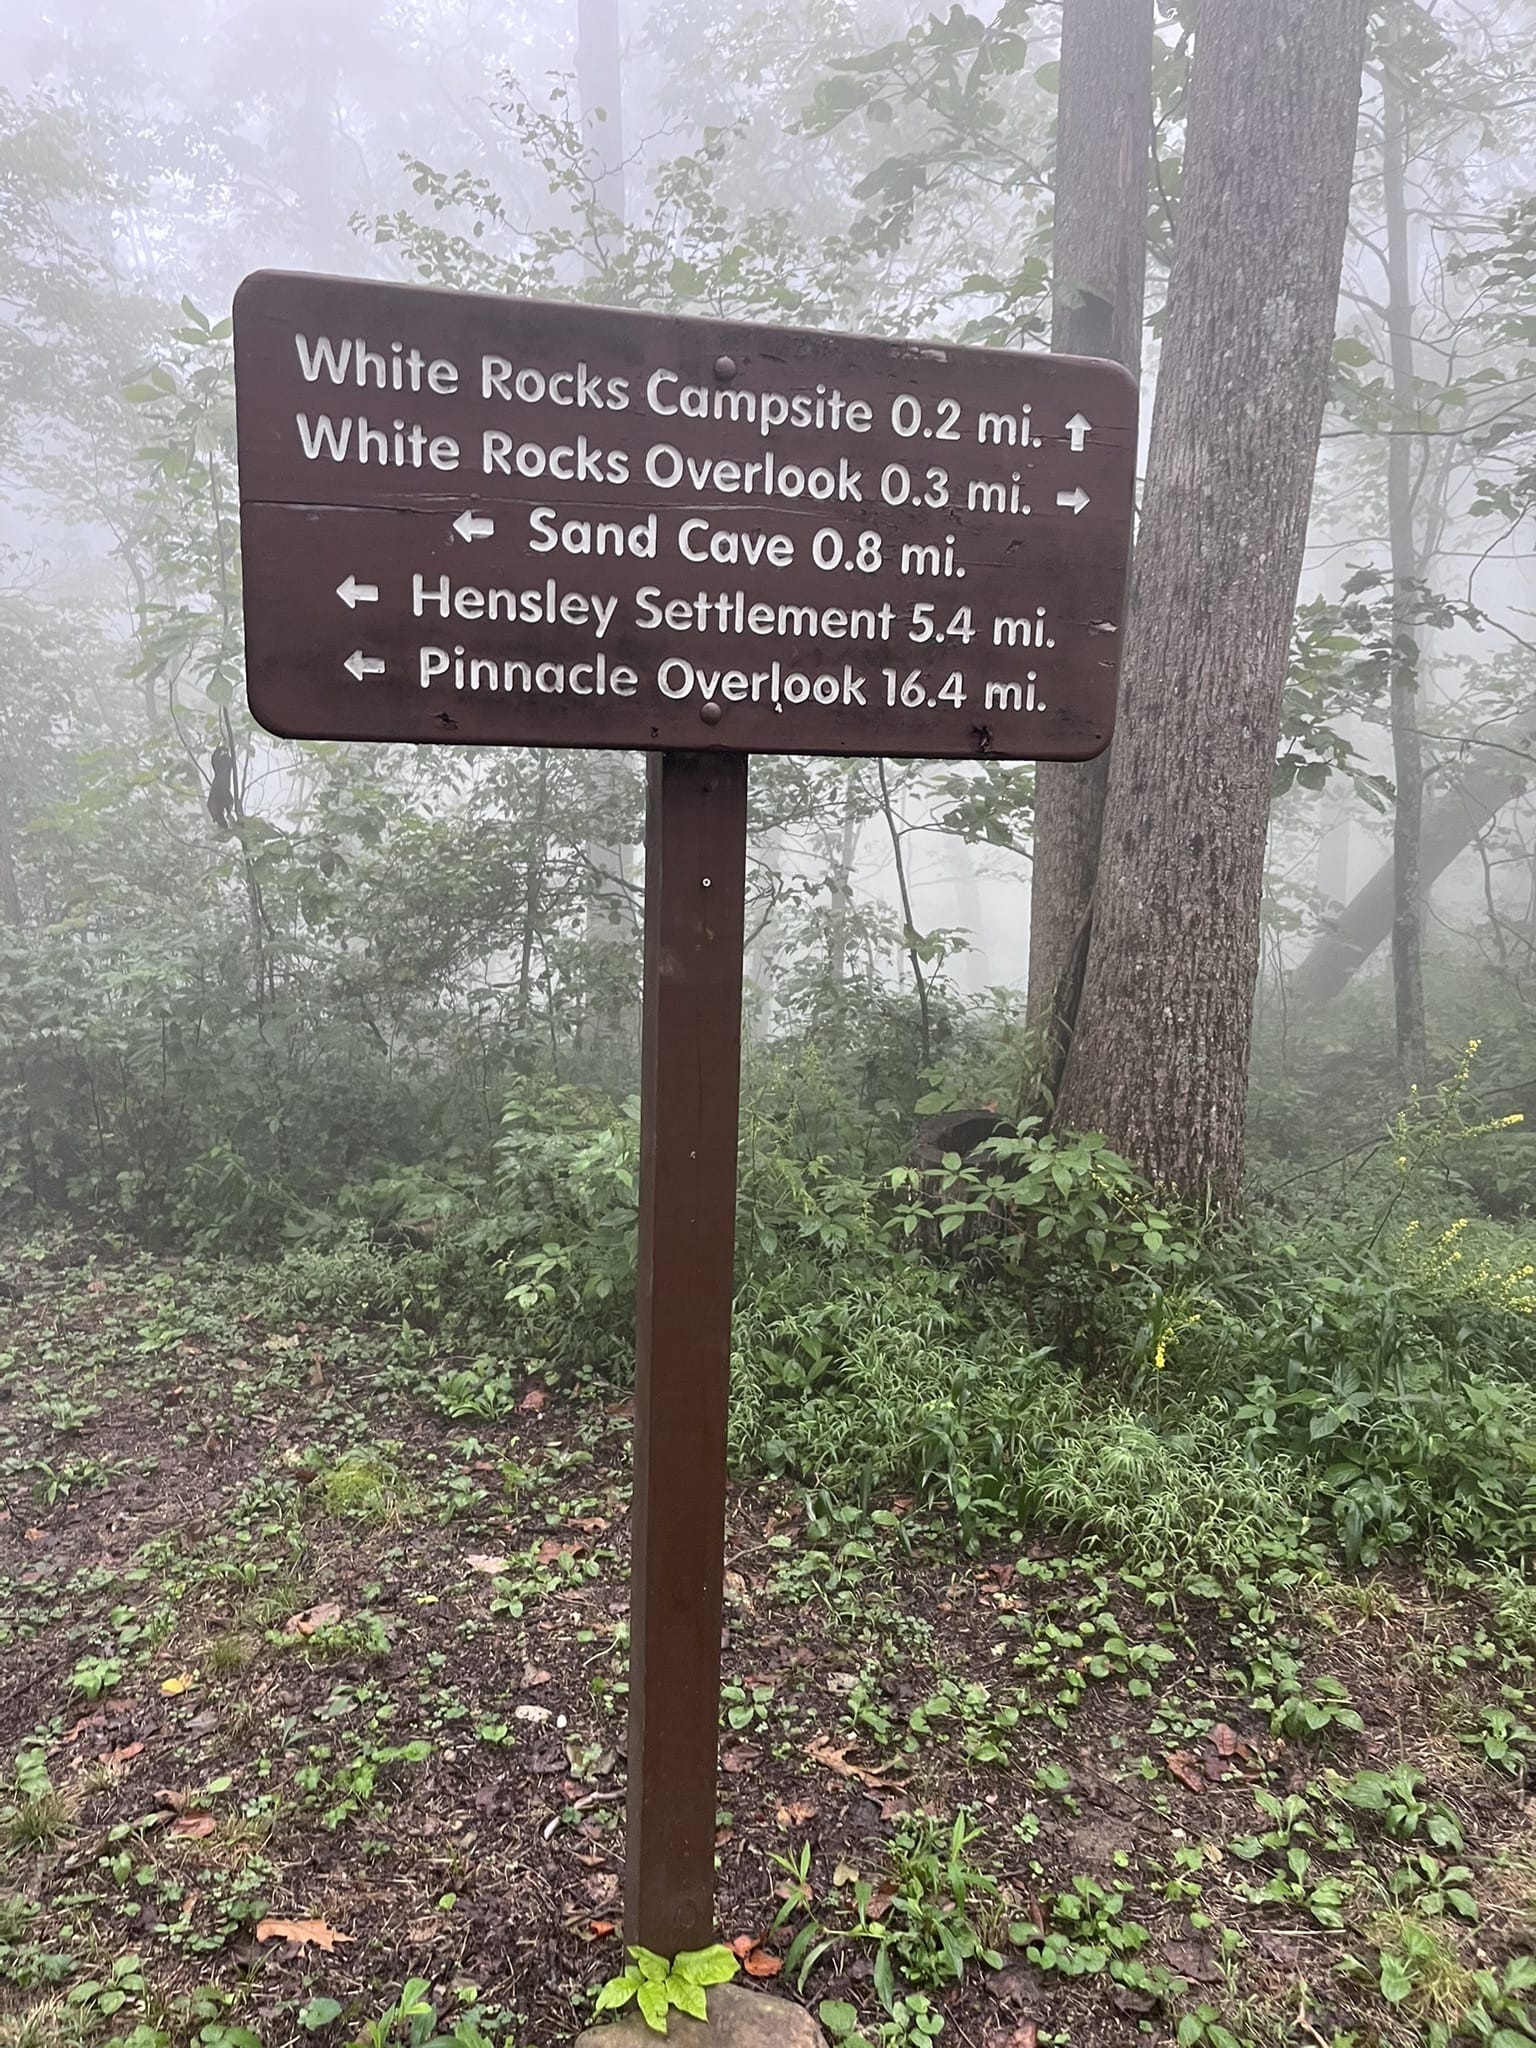 White Rocks Campsite 0.2 mi. ↑
White Rocks Overlook 0.3 mi. →
← Sand Cave 0.8 mi.
← Hensley Settlement 5.4 mi.
← Pinnacle Overlook 16.4 mi.